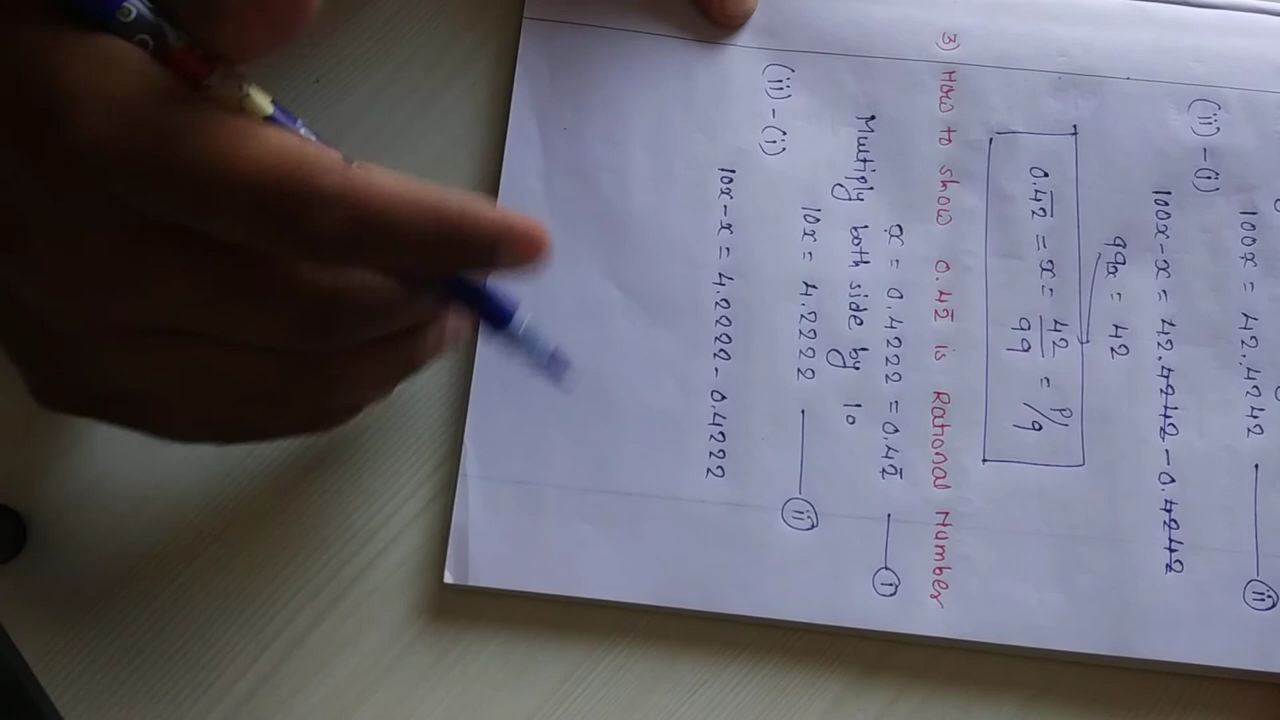 100x = 42.4242 — (ii)
(ii) - (i)
100x - x = 42.4242 - 0.4242
99x = 42
0.4̅2̅ = x = 42/99 = P/q
3) How to show 0.42̅ is Rational Number
x = 0.4222 = 0.42̅ — (i)
Multiply both side by 10
10x = 4.2222 — (ii)
(ii) - (i)
10x - x = 4.2222 - 0.4222